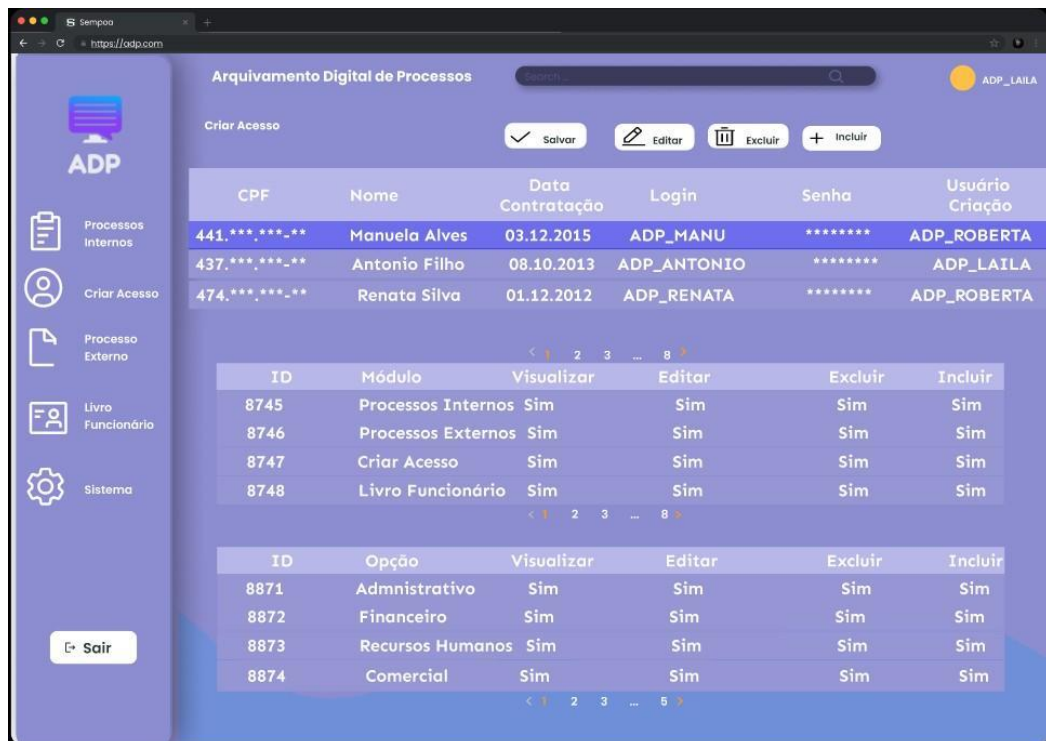 Sempoa
https://adp.com
Arquivamento Digital de Processos
Search ...
ADP_LAILA
ADP
Criar Acesso
Salvar Editar Excluir Incluir
Processos
Internos
Criar Acesso
Processo
Externo
Livro
Funcionário
Sistema
Sair
CPF Nome Data Contratação Login Senha Usuário Criação
441.***.***-** Manuela Alves 03.12.2015 ADP_MANU ******** ADP_ROBERTA
437.***.***-** Antonio Filho 08.10.2013 ADP_ANTONIO ******** ADP_LAILA
474.***.***-** Renata Silva 01.12.2012 ADP_RENATA ******** ADP_ROBERTA
< 1 2 3 ... 8 >
ID Módulo Visualizar Editar Excluir Incluir
8745 Processos Internos Sim Sim Sim Sim
8746 Processos Externos Sim Sim Sim Sim
8747 Criar Acesso Sim Sim Sim Sim
8748 Livro Funcionário Sim Sim Sim Sim
< 1 2 3 ... 8 >
ID Opção Visualizar Editar Excluir Incluir
8871 Admnistrativo Sim Sim Sim Sim
8872 Financeiro Sim Sim Sim Sim
8873 Recursos Humanos Sim Sim Sim Sim
8874 Comercial Sim Sim Sim Sim
< 1 2 3 ... 5 >